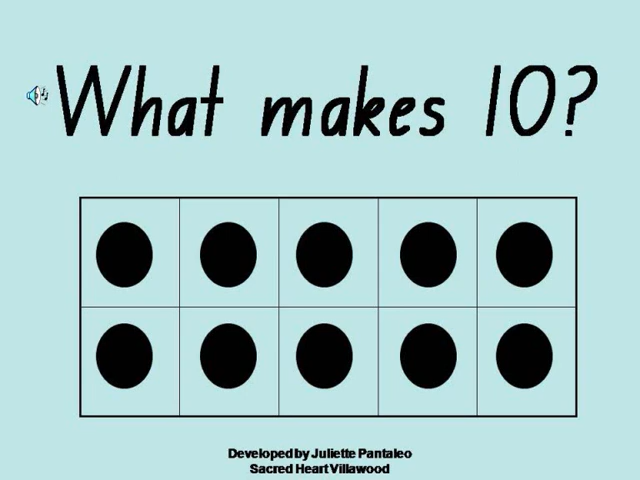 What makes 10?
Developed by Juliette Pantaleo
Sacred Heart Villawood